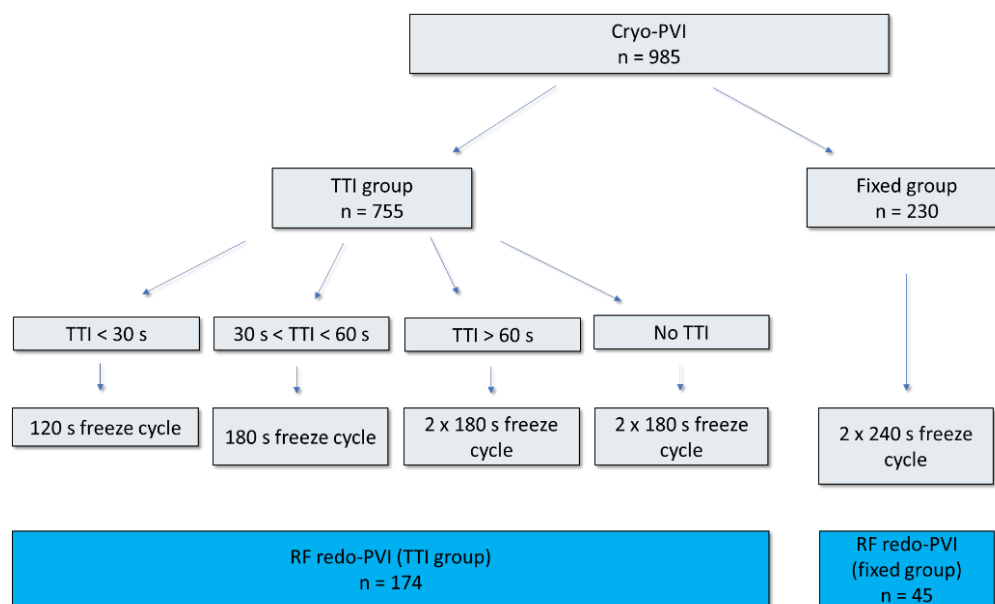 Cryo-PVI
n = 985
TTI group
n = 755
Fixed group
n = 230
TTI < 30 s
30 s < TTI < 60 s
TTI > 60 s
No TTI
120 s freeze cycle
180 s freeze cycle
2 x 180 s freeze
cycle
2 x 180 s freeze
cycle
2 x 240 s freeze
cycle
RF redo-PVI (TTI group)
n = 174
RF redo-PVI
(fixed group)
n = 45